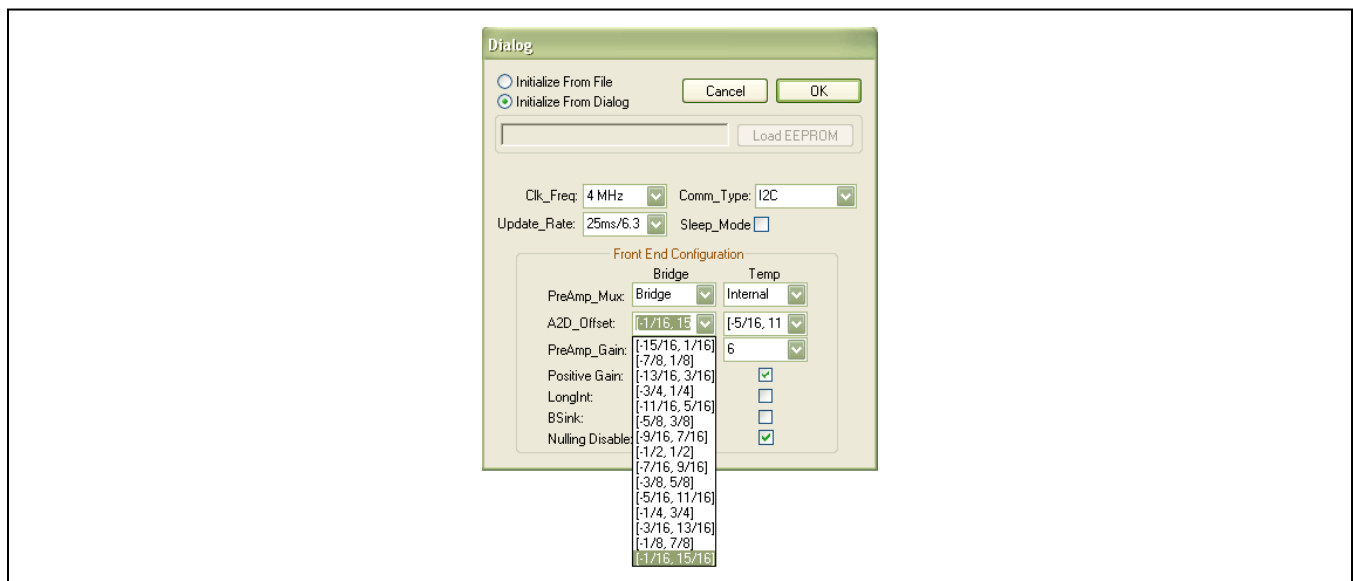 Dialog
Initialize From File
Initialize From Dialog
Cancel
OK
Load EEPROM
Clk_Freq: 4 MHz Comm_Type: I2C
Update_Rate: 25ms/6.3 Sleep_Mode
Front End Configuration
Bridge Temp
PreAmp_Mux: Bridge Internal
A2D_Offset: [-1/16, 15 [-5/16, 11
PreAmp_Gain: 6
Positive Gain:
LongInt:
BSink:
Nulling Disable:
[-15/16, 1/16]
[-7/8, 1/8]
[-13/16, 3/16]
[-3/4, 1/4]
[-11/16, 5/16]
[-5/8, 3/8]
[-9/16, 7/16]
[-1/2, 1/2]
[-7/16, 9/16]
[-3/8, 5/8]
[-5/16, 11/16]
[-1/4, 3/4]
[-3/16, 13/16]
[-1/8, 7/8]
[-1/16, 15/16]